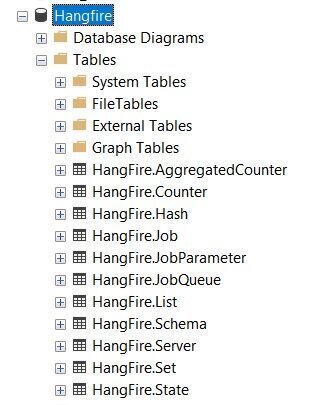 Hangfire
Database Diagrams
Tables
System Tables
FileTables
External Tables
Graph Tables
HangFire.AggregatedCounter
HangFire.Counter
HangFire.Hash
HangFire.Job
HangFire.JobParameter
HangFire.JobQueue
HangFire.List
HangFire.Schema
HangFire.Server
HangFire.Set
HangFire.State